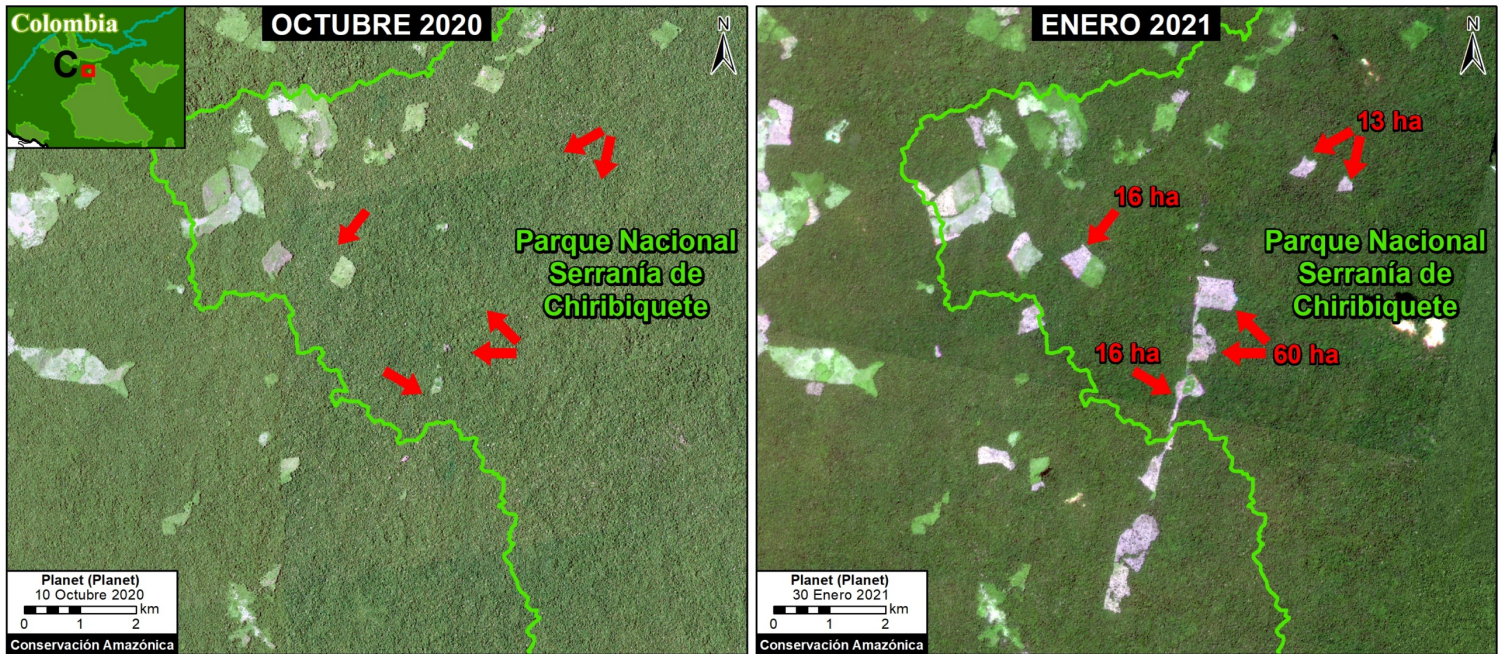 Colombia
C
OCTUBRE 2020
N
Parque Nacional
Serranía de
Chiribiquete
Planet (Planet)
10 Octubre 2020
km
0 1 2
Conservación Amazónica
ENERO 2021
N
13 ha
16 ha
Parque Nacional
Serranía de
Chiribiquete
16 ha
60 ha
Planet (Planet)
30 Enero 2021
km
0 1 2
Conservación Amazónica